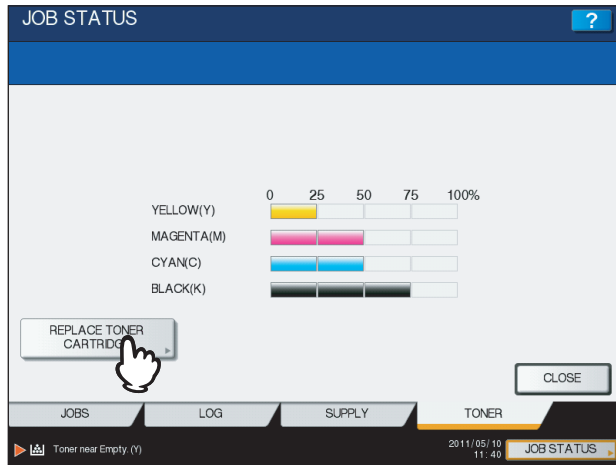 JOB STATUS
?
0 25 50 75 100%
YELLOW(Y)
MAGENTA(M)
CYAN(C)
BLACK(K)
REPLACE TONER
CARTRIDG
CLOSE
JOBS LOG SUPPLY TONER
Toner near Empty. (Y)
2011/05/10
11:40
JOB STATUS